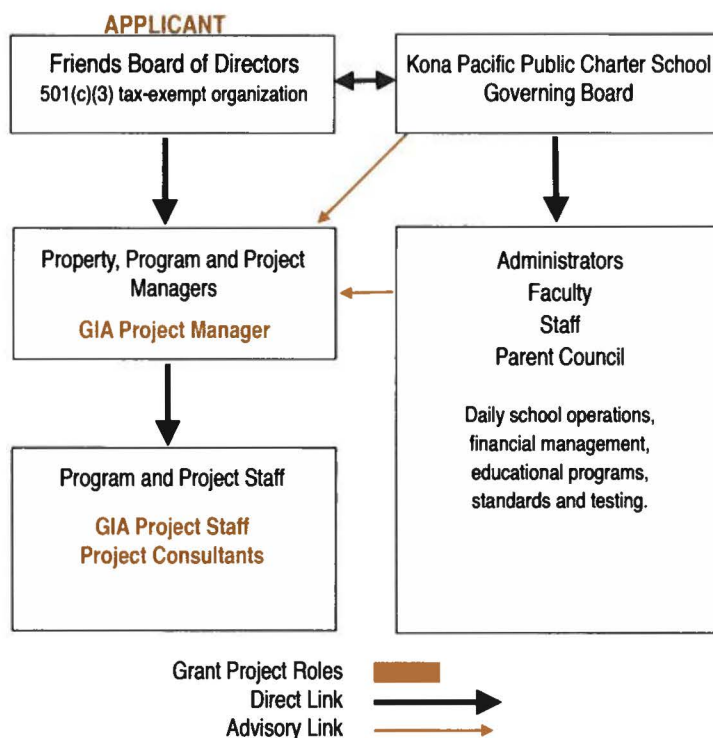 APPLICANT
Friends Board of Directors
501(c)(3) tax-exempt organization
Kona Pacific Public Charter School
Governing Board
Property, Program and Project
Managers
GIA Project Manager
Administrators
Faculty
Staff
Parent Council
Daily school operations,
financial management,
educational programs,
standards and testing.
Program and Project Staff
GIA Project Staff
Project Consultants
Grant Project Roles
Direct Link
Advisory Link